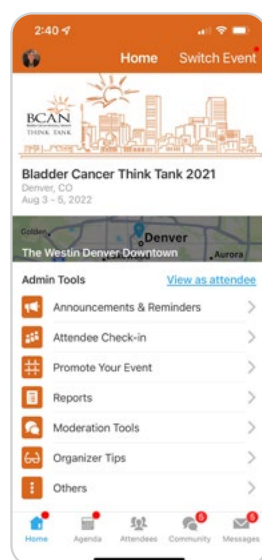 2:40
Home
Switch Event
BCAN
THINK TANK
Bladder Cancer Think Tank 2021
Denver, CO
Aug 3 - 5, 2022
Golden
Denver
The Westin Denver Downtown
Aurora
Admin Tools
View as attendee
Announcements & Reminders
Attendee Check-in
Promote Your Event
Reports
Moderation Tools
Organizer Tips
Others
5
5
Home
Agenda
Attendees
Community
Messages